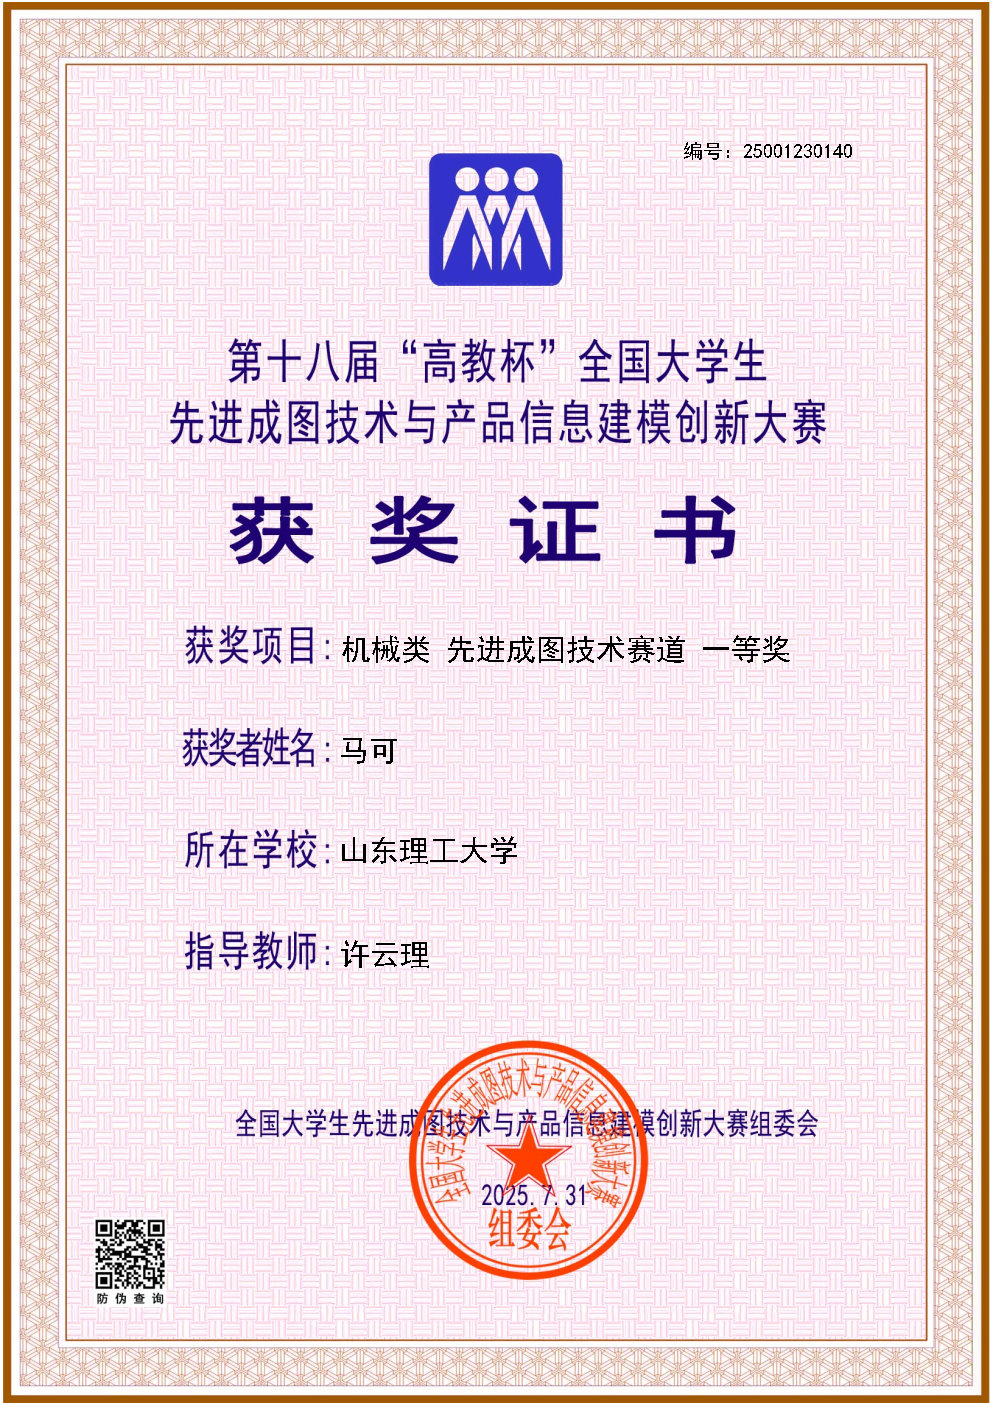 编号：25001230140
第十八届“高教杯”全国大学生
先进成图技术与产品信息建模创新大赛
获奖证书
获奖项目：机械类 先进成图技术赛道 一等奖
获奖者姓名：马可
所在学校：山东理工大学
指导教师：许云理
全国大学生先进成图技术与产品信息建模创新大赛组委会
2025.7.31
全国大学生先进成图技术与产品信息建模创新大赛
组委会
防伪查询